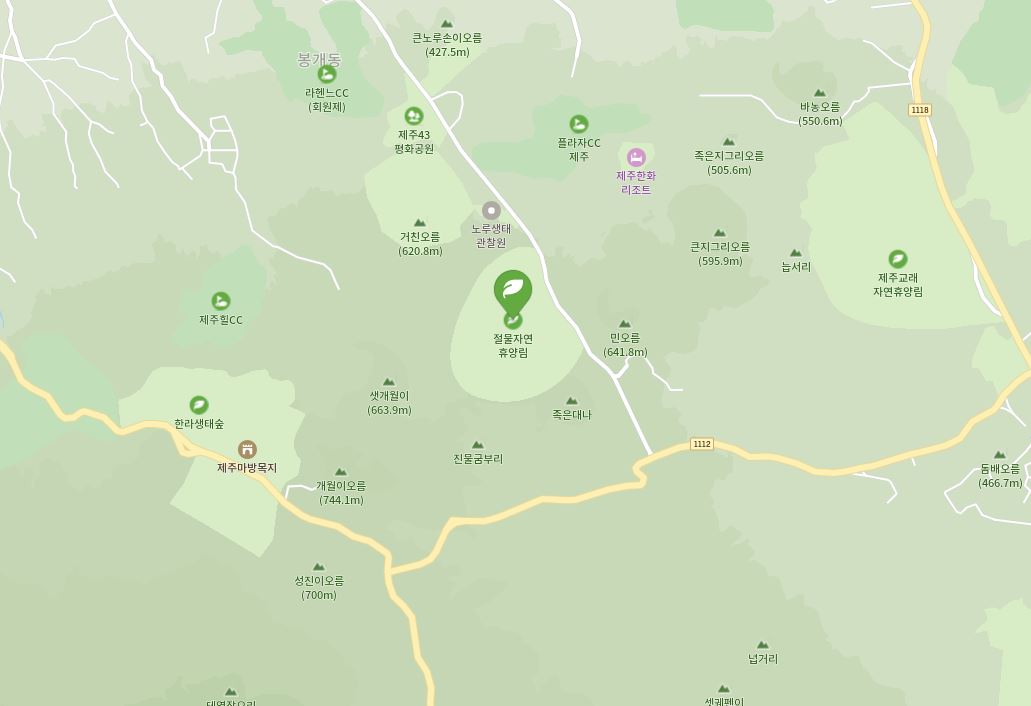 큰노루손이오름
(427.5m)
봉개동
라헨느CC
(회원제)
바농오름
(550.6m)
1118
제주43
평화공원
플라자CC
제주
족은지그리오름
(505.6m)
제주한화
리조트
거친오름
(620.8m)
노루생태
관찰원
큰지그리오름
(595.9m)
늡서리
제주교래
자연휴양림
제주힐CC
절물자연
휴양림
민오름
(641.8m)
샛개월이
(663.9m)
족은대나
한라생태숲
제주마방목지
진물굼부리
1112
개월이오름
(744.1m)
돔배오름
(466.7m)
성진이오름
(700m)
넙거리